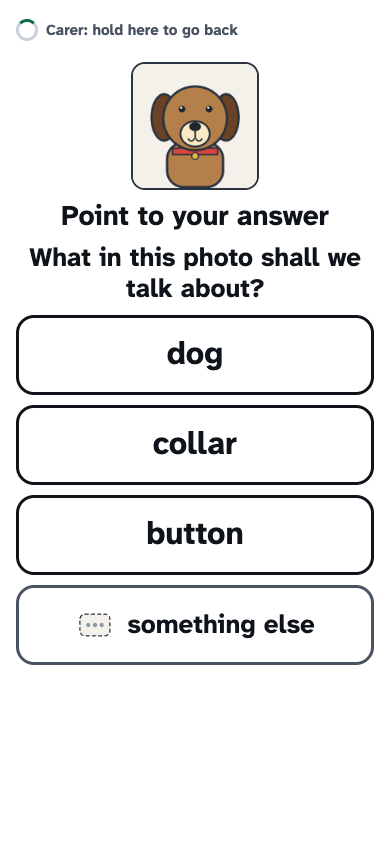 Carer: hold here to go back
Point to your answer
What in this photo shall we
talk about?
dog
collar
button
something else